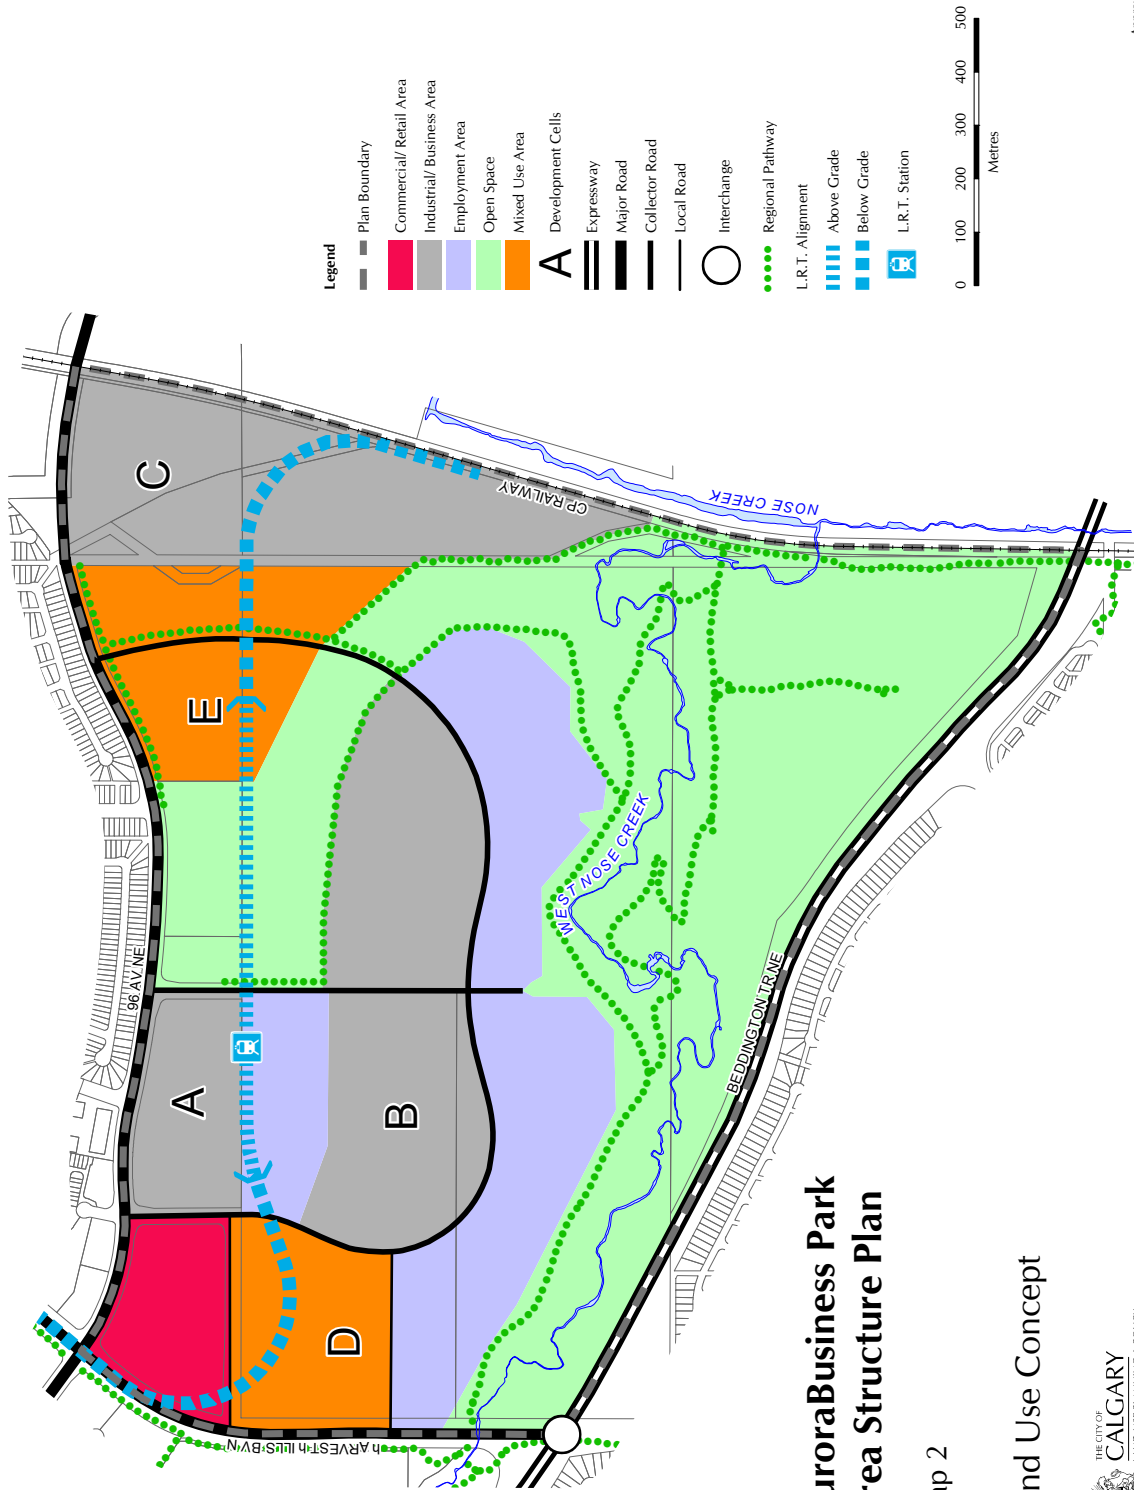 Legend
Plan Boundary
Commercial/ Retail Area
Industrial/ Business Area
Employment Area
Open Space
Mixed Use Area
A
Development Cells
Expressway
Major Road
Collector Road
Local Road
Interchange
Regional Pathway
L.R.T. Alignment
Above Grade
Below Grade
L.R.T. Station
0 100 200 300 400 500
Metres
C
E
A
B
D
96 AV NE
CP RAILWAY
NOSE CREEK
WEST NOSE CREEK
BEDDINGTON TR NE
hARVEST hILLS BV N
uroraBusiness Park
rea Structure Plan
ap 2
nd Use Concept
THE CITY OF
CALGARY